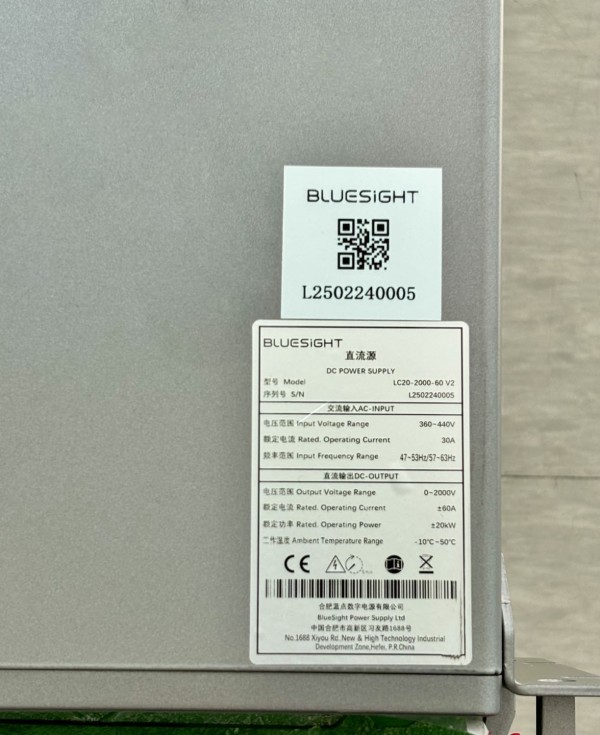 BLUESiGHT
L2502240005
BLUESiGHT
直流源
DC POWER SUPPLY
型号 Model LC20-2000-60 V2
序列号 S/N L2502240005
交流输入AC-INPUT
电压范围 Input Voltage Range 360~440V
额定电流 Rated. Operating Current 30A
频率范围 Input Frequency Range 47~53Hz/57~63Hz
直流输出DC-OUTPUT
电压范围 Output Voltage Range 0~2000V
额定电流 Rated. Operating Current ±60A
额定功率 Rated. Operating Power ±20kW
工作温度 Ambient Temperature Range -10℃~50℃
CE
合肥蓝点数字电源有限公司
BlueSight Power Supply Ltd
中国合肥市高新区习友路1688号
No.1688 Xiyou Rd.,New & High Technology Industrial
Development Zone,Hefei, P.R.China